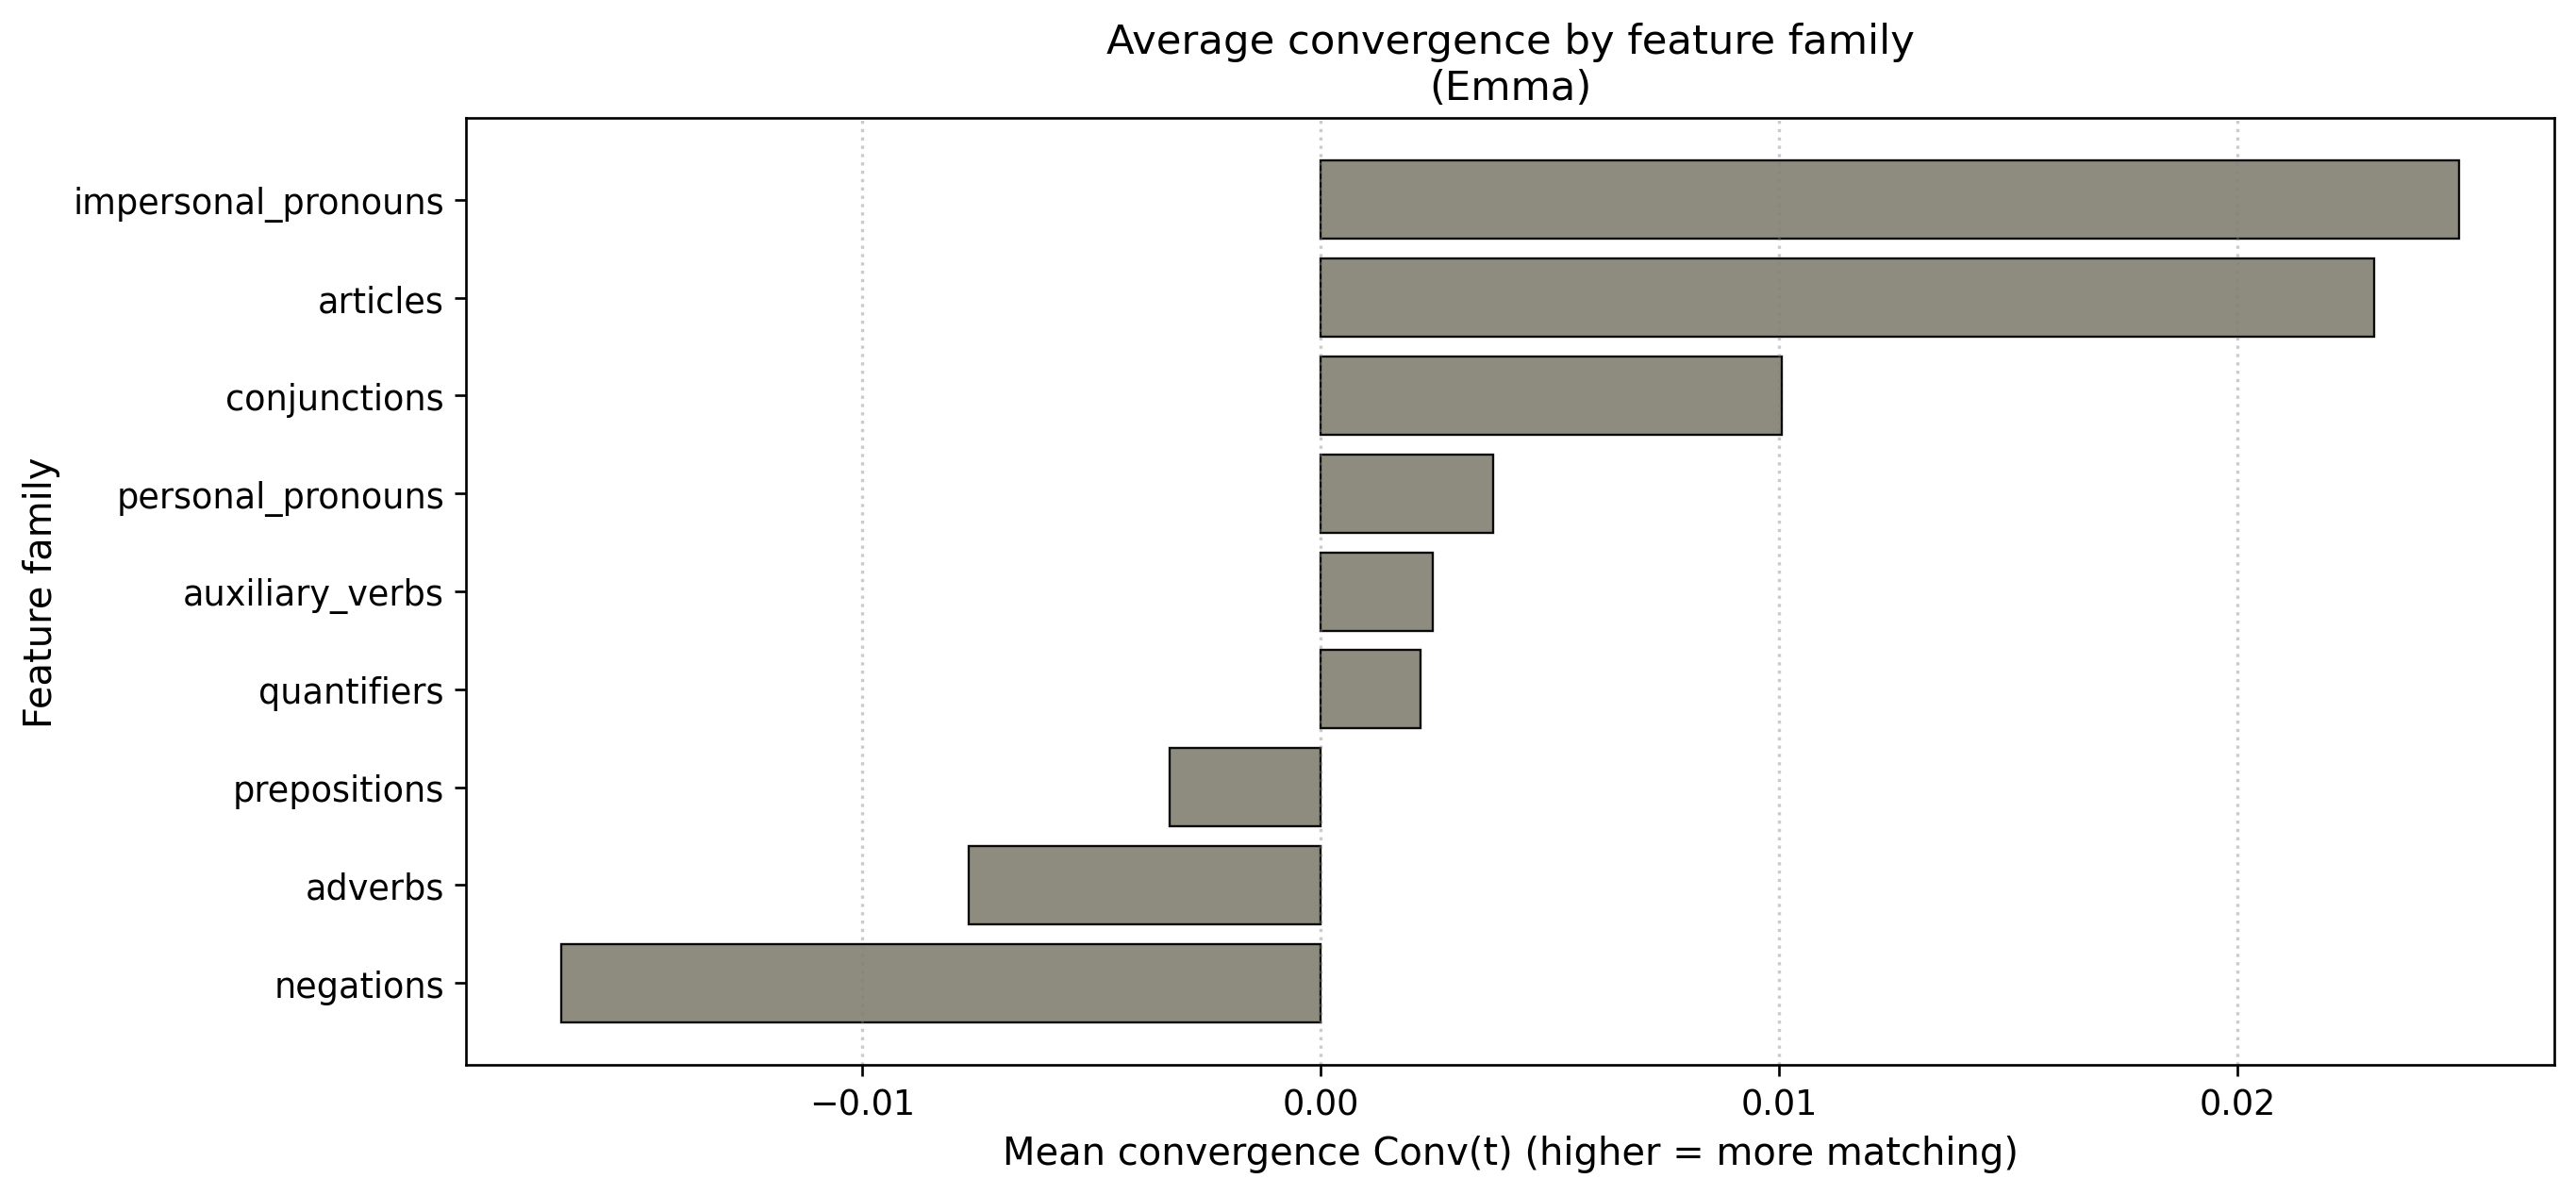 Average convergence by feature family
(Emma)
Feature family
impersonal_pronouns
articles
conjunctions
personal_pronouns
auxiliary_verbs
quantifiers
prepositions
adverbs
negations
−0.01 0.00 0.01 0.02
Mean convergence Conv(t) (higher = more matching)